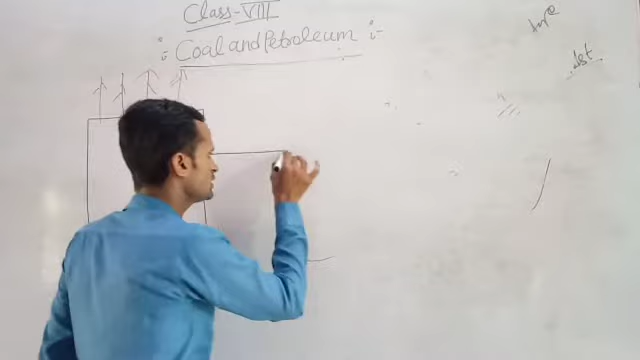 Class-VIII
:- Coal and Petroleum :-